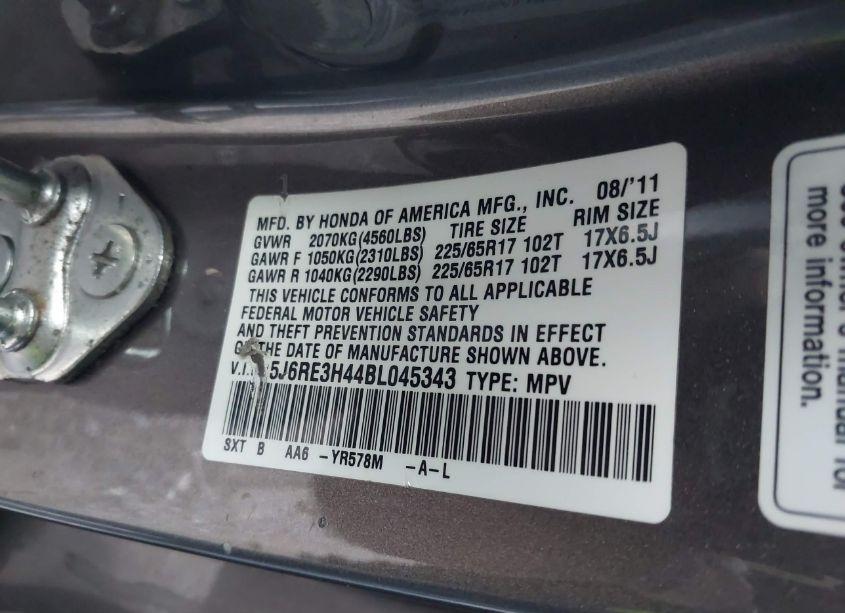 MFD. BY HONDA OF AMERICA MFG., INC. 08/'11
GVWR 2070KG(4560LBS) TIRE SIZE RIM SIZE
GAWR F 1050KG(2310LBS) 225/65R17 102T 17X6.5J
GAWR R 1040KG(2290LBS) 225/65R17 102T 17X6.5J
THIS VEHICLE CONFORMS TO ALL APPLICABLE
FEDERAL MOTOR VEHICLE SAFETY
AND THEFT PREVENTION STANDARDS IN EFFECT
ON THE DATE OF MANUFACTURE SHOWN ABOVE.
V.I.N. 5J6RE3H44BL045343 TYPE: MPV
SXT B AA6 -YR578M -A-L
more information.